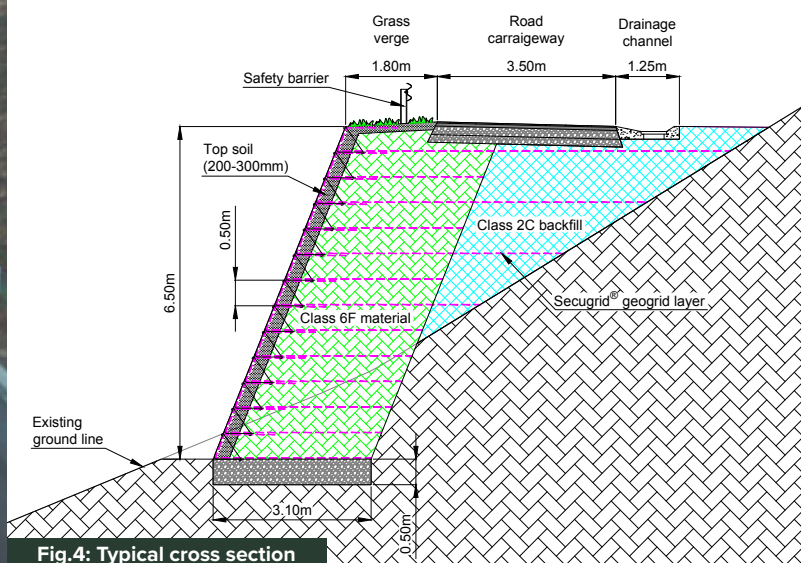 Grass
verge
1.80m
Road
carraigeway
3.50m
Drainage
channel
1.25m
Safety barrier
Top soil
(200-300mm)
0.50m
6.50m
Class 2C backfill
Secugrid® geogrid layer
Class 6F material
Existing
ground line
3.10m
0.50m
Fig.4: Typical cross section